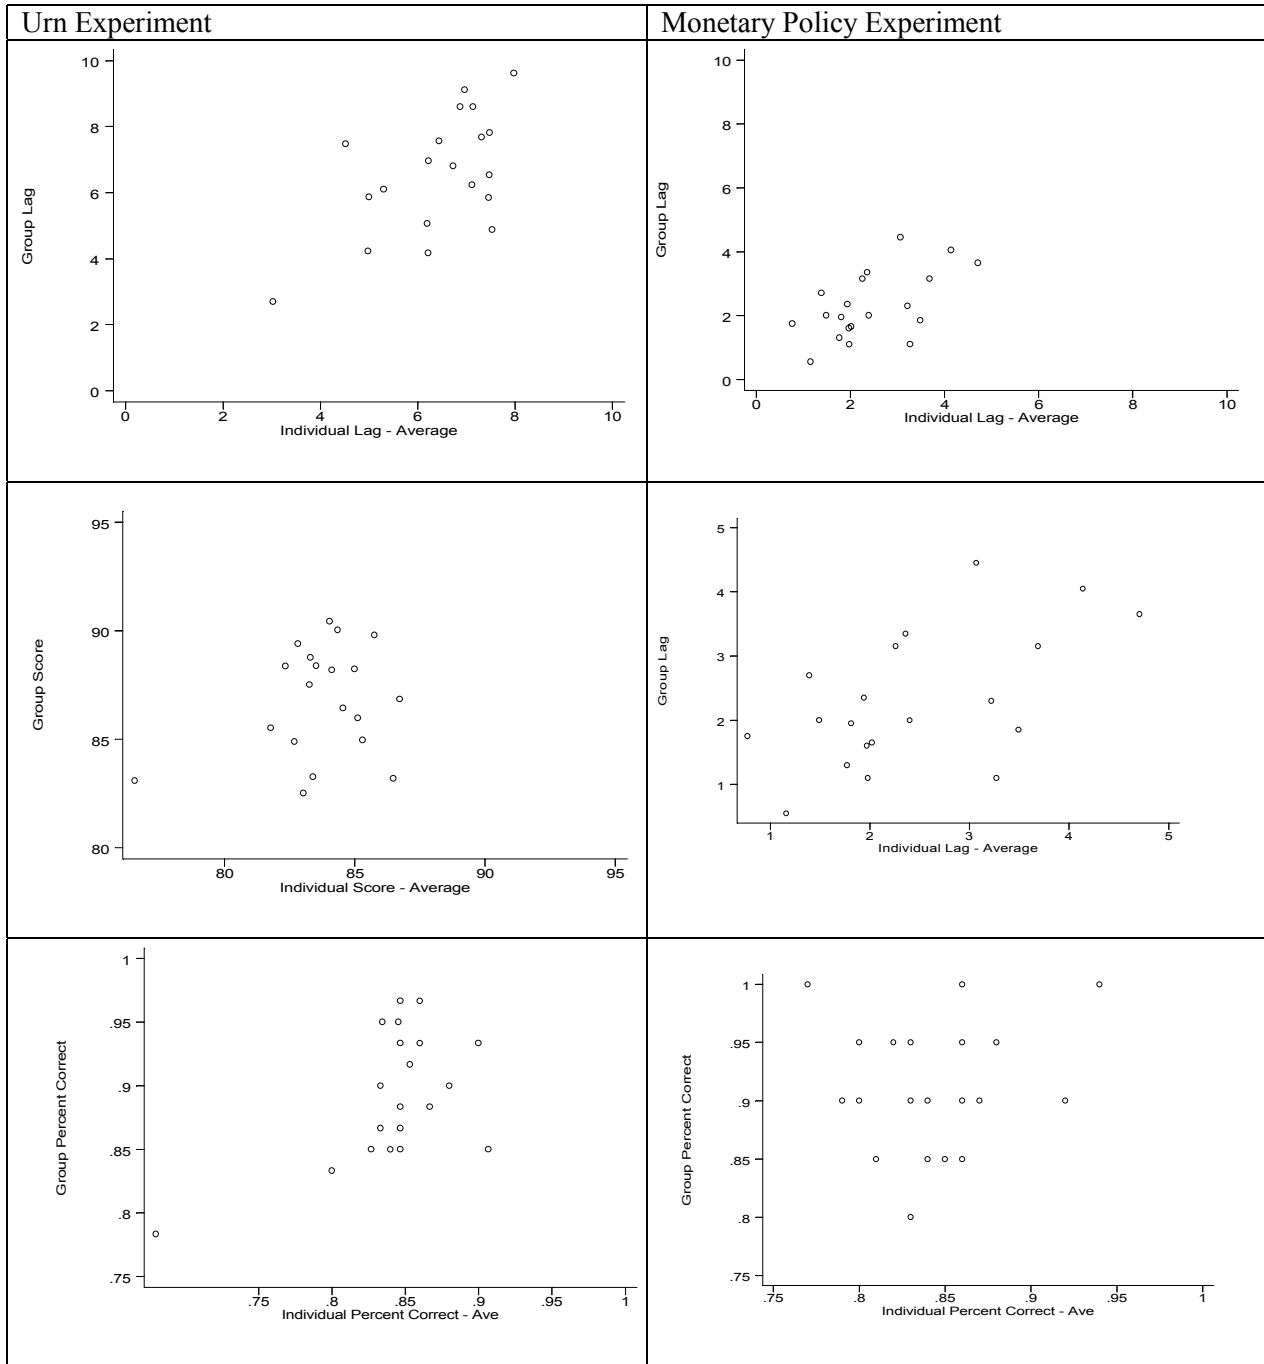 Urn Experiment
Monetary Policy Experiment
10
8
6
4
2
0
Group Lag
0 2 4 6 8 10
Individual Lag - Average
10
8
6
4
2
0
Group Lag
0 2 4 6 8 10
Individual Lag - Average
95
90
85
80
Group Score
80 85 90 95
Individual Score - Average
5
4
3
2
1
Group Lag
1 2 3 4 5
Individual Lag - Average
1
.95
.9
.85
.8
.75
Group Percent Correct
.75 .8 .85 .9 .95 1
Individual Percent Correct - Ave
1
.95
.9
.85
.8
.75
Group Percent Correct
.75 .8 .85 .9 .95 1
Individual Percent Correct - Ave